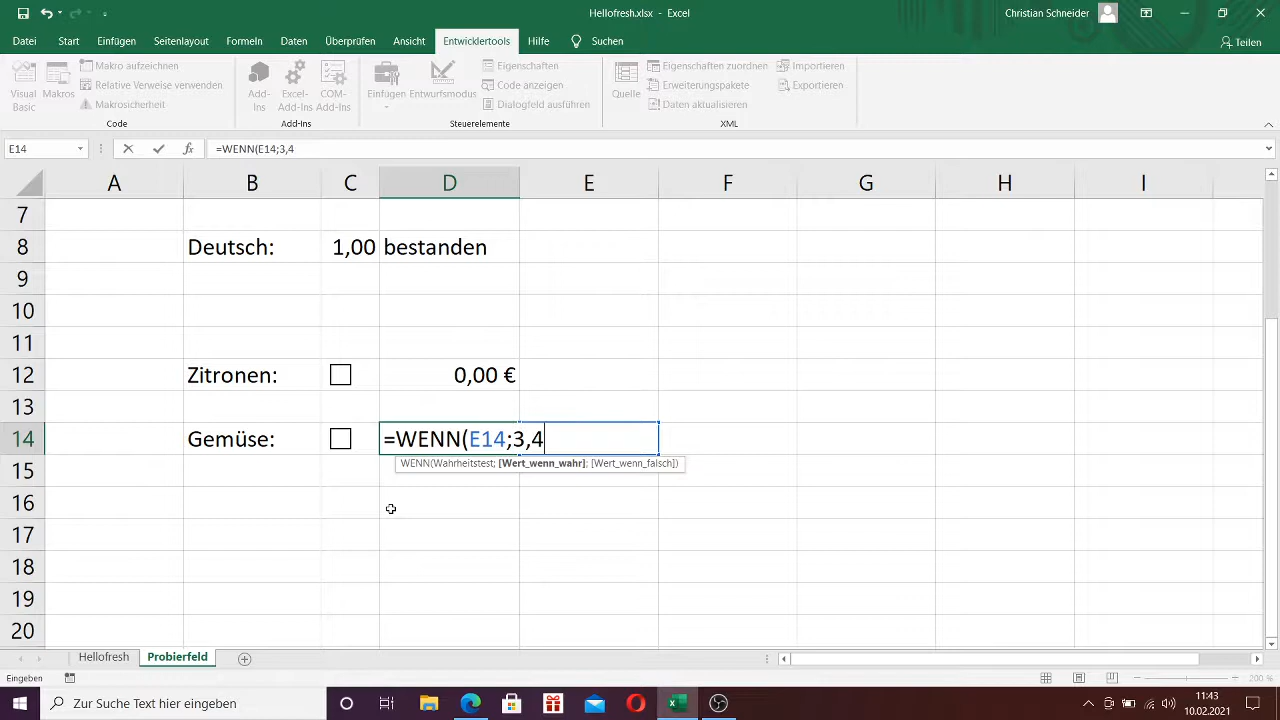 Hellofresh.xlsx - Excel
Christian Schneider
Datei Start Einfügen Seitenlayout Formeln Daten Überprüfen Ansicht Entwicklertools Hilfe Suchen Teilen
Visual Basic
Makros
Makro aufzeichnen
Relative Verweise verwenden
Makrosicherheit
Code
Add-Ins
Excel-Add-Ins
COM-Add-Ins
Add-Ins
Einfügen
Entwurfsmodus
Eigenschaften
Code anzeigen
Dialogfeld ausführen
Steuerelemente
Quelle
Eigenschaften zuordnen
Erweiterungspakete
Daten aktualisieren
Importieren
Exportieren
XML
E14 fx =WENN(E14;3,4
A B C D E F G H I
7
8 Deutsch: 1,00 bestanden
9
10
11
12 Zitronen: 0,00 €
13
14 Gemüse: =WENN(E14;3,4
WENN(Wahrheitstest; [Wert_wenn_wahr]; [Wert_wenn_falsch])
15
16
17
18
19
20
Hellofresh Probierfeld
Eingeben 200 %
Zur Suche Text hier eingeben
11:43
10.02.2021